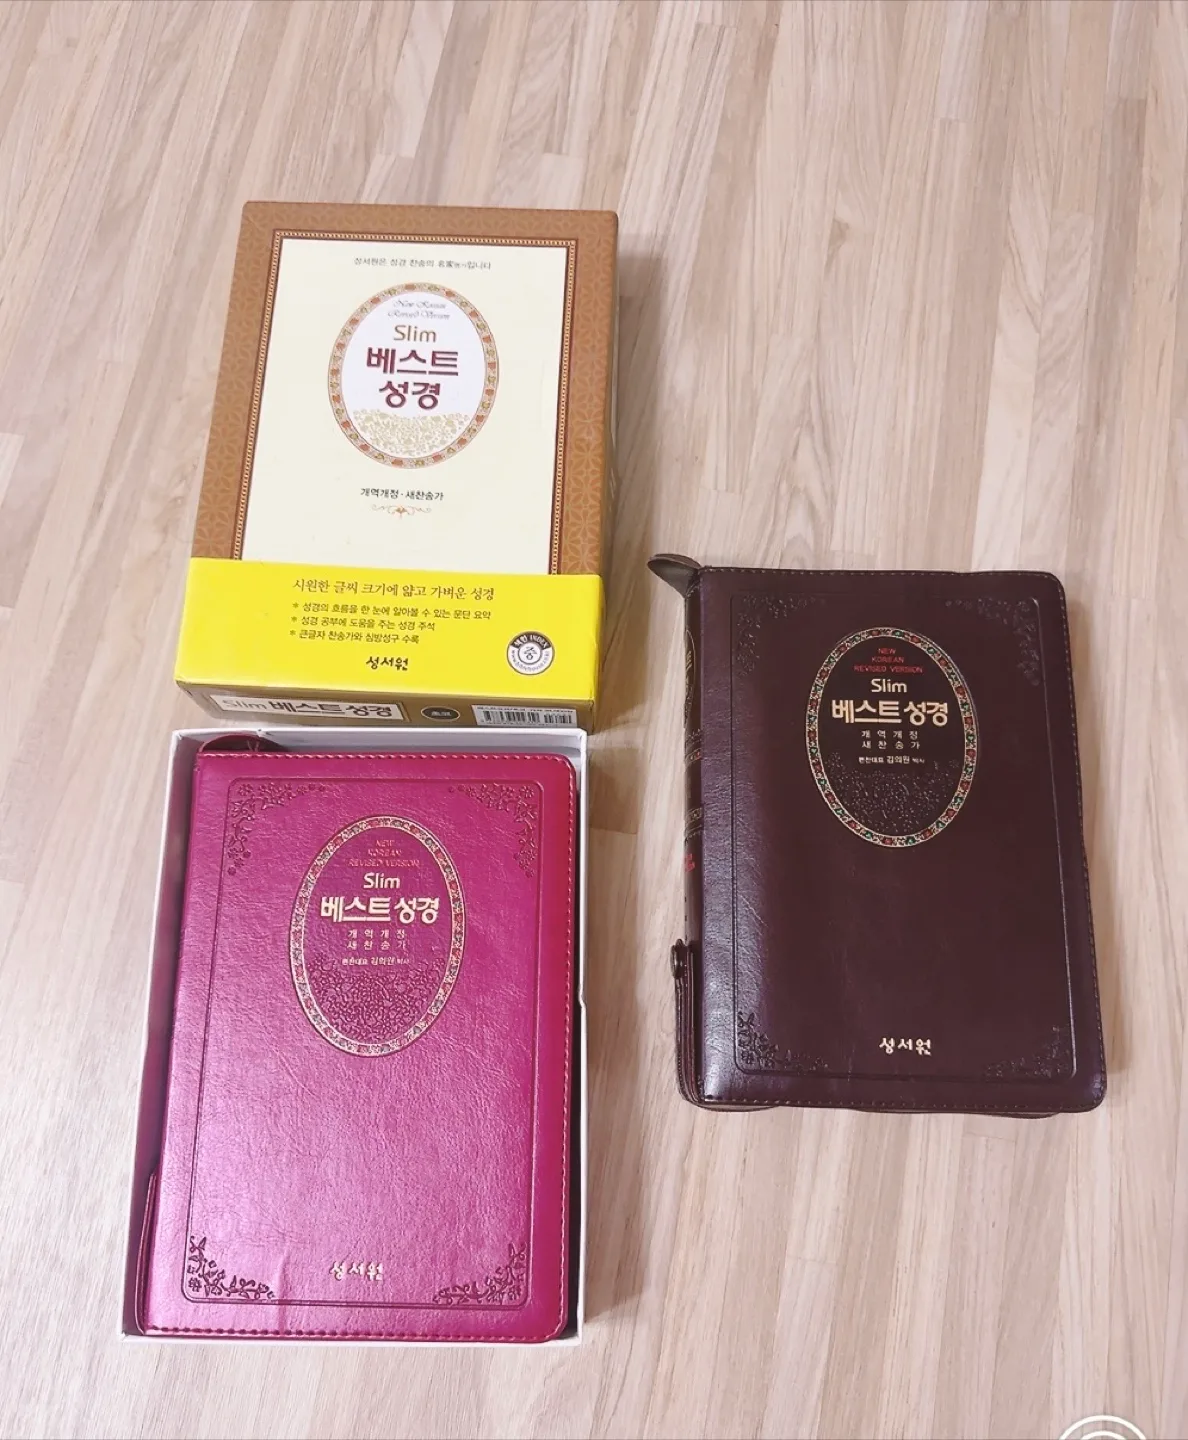 성서원은 성경 찬송의 名家입니다
New Korean
Revised Version
Slim
베스트
성경
개역개정 · 새찬송가
시원한 글씨 크기에 얇고 가벼운 성경
* 성경의 흐름을 한 눈에 알아볼 수 있는 문단 요약
* 성경 공부에 도움을 주는 성경 주석
* 큰글자 찬송가와 심방성구 수록
성서원
INDEX
Slim 베스트성경
NEW
KOREAN
REVISED VERSION
Slim
베스트성경
개역개정
새찬송가
편찬대표 김의원 박사
성서원
NEW
KOREAN
REVISED VERSION
Slim
베스트성경
개역개정
새찬송가
편찬대표 김의원 박사
성서원